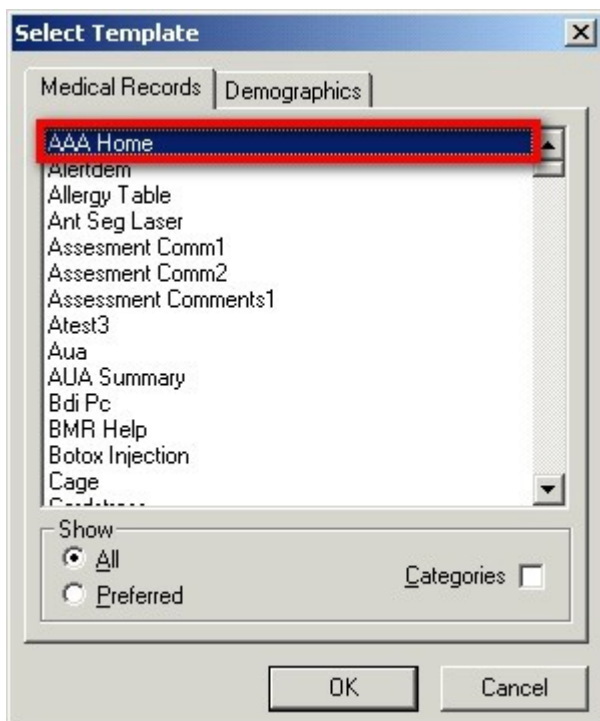 Select Template
Medical Records
Demographics
AAA Home
Alertdem
Allergy Table
Ant Seg Laser
Assesment Comm1
Assesment Comm2
Assessment Comments1
Atest3
Aua
AUA Summary
Bdi Pc
BMR Help
Botox Injection
Cage
Show
All
Categories
Preferred
OK
Cancel